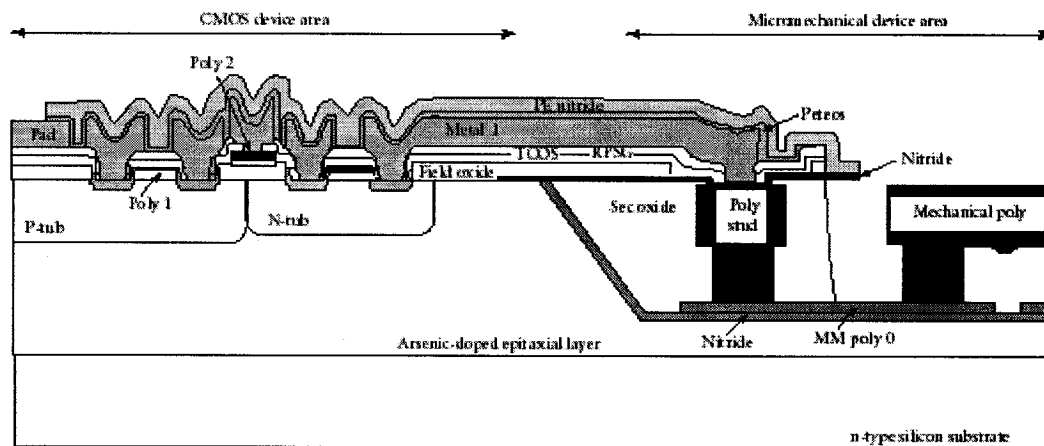 CMOS device area
Micromechanical device area
Poly 2
PE nitride
Peteos
Pad
Metal 1
TEOS
BPSG
Nitride
Field oxide
Poly 1
Sec oxide
Poly
stud
Mechanical poly
P-tub
N-tub
Arsenic-doped epitaxial layer
Nitride
MM poly 0
n-type silicon substrate